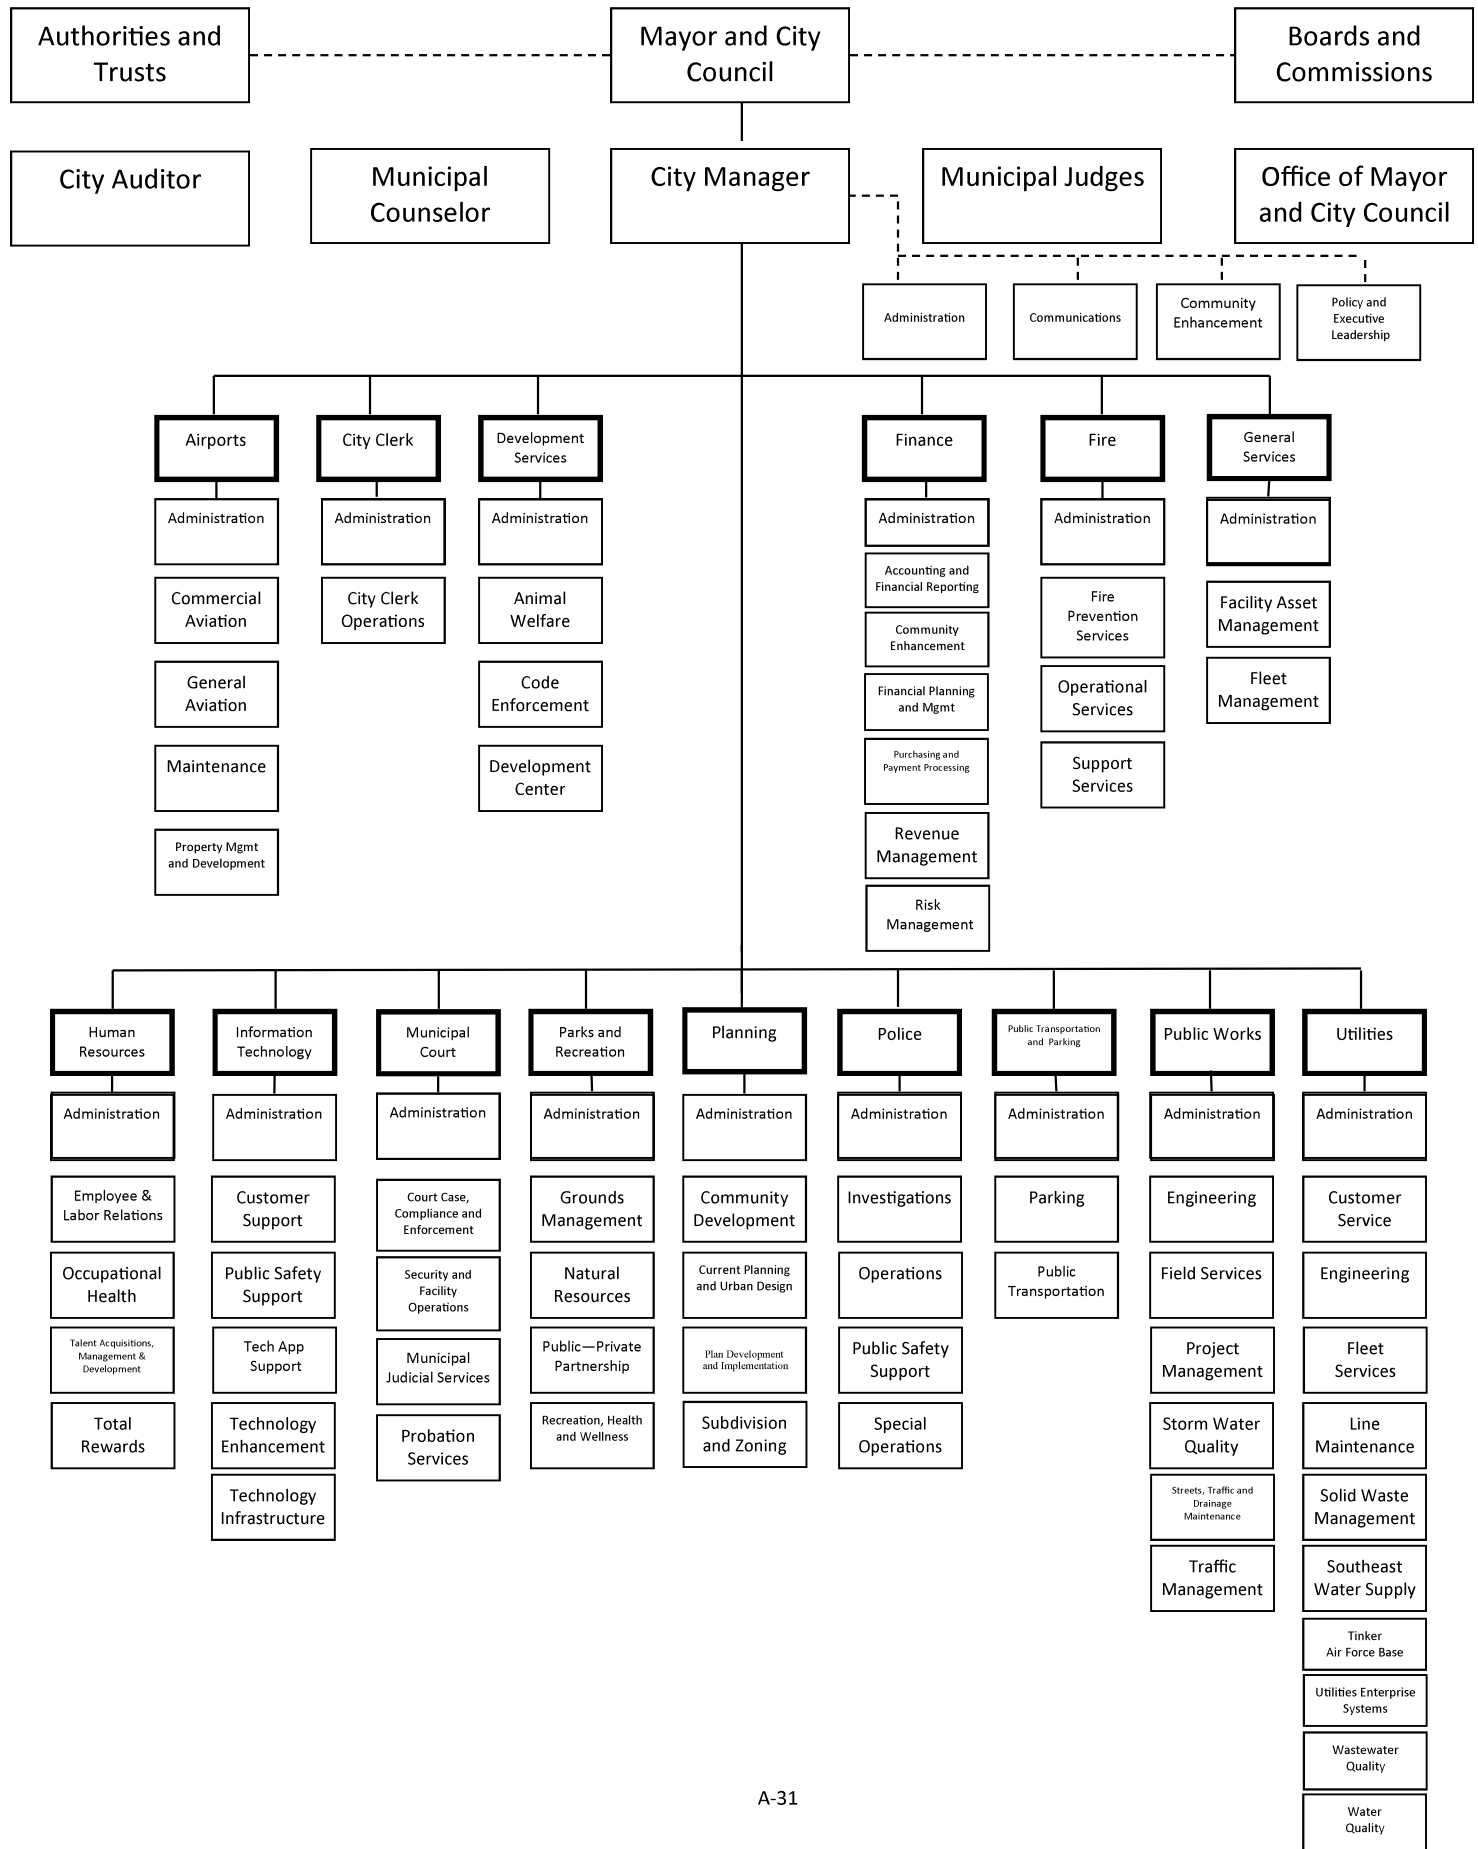 Authorities and
Trusts
Mayor and City
Council
Boards and
Commissions
City Auditor
Municipal
Counselor
City Manager
Municipal Judges
Office of Mayor
and City Council
Administration
Communications
Community
Enhancement
Policy and
Executive
Leadership
Airports
City Clerk
Development
Services
Finance
Fire
General
Services
Administration
Commercial
Aviation
General
Aviation
Maintenance
Property Mgmt
and Development
Administration
City Clerk
Operations
Administration
Animal
Welfare
Code
Enforcement
Development
Center
Administration
Accounting and
Financial Reporting
Community
Enhancement
Financial Planning
and Mgmt
Purchasing and
Payment Processing
Revenue
Management
Risk
Management
Administration
Fire
Prevention
Services
Operational
Services
Support
Services
Administration
Facility Asset
Management
Fleet
Management
Human
Resources
Information
Technology
Municipal
Court
Parks and
Recreation
Planning
Police
Public Transportation
and Parking
Public Works
Utilities
Administration
Employee &
Labor Relations
Occupational
Health
Talent Acquisitions,
Management &
Development
Total
Rewards
Administration
Customer
Support
Public Safety
Support
Tech App
Support
Technology
Enhancement
Technology
Infrastructure
Administration
Court Case,
Compliance and
Enforcement
Security and
Facility
Operations
Municipal
Judicial Services
Probation
Services
Administration
Grounds
Management
Natural
Resources
Public—Private
Partnership
Recreation, Health
and Wellness
Administration
Community
Development
Current Planning
and Urban Design
Plan Development
and Implementation
Subdivision
and Zoning
Administration
Investigations
Operations
Public Safety
Support
Special
Operations
Administration
Parking
Public
Transportation
Administration
Engineering
Field Services
Project
Management
Storm Water
Quality
Streets, Traffic and
Drainage
Maintenance
Traffic
Management
Administration
Customer
Service
Engineering
Fleet
Services
Line
Maintenance
Solid Waste
Management
Southeast
Water Supply
Tinker
Air Force Base
Utilities Enterprise
Systems
Wastewater
Quality
Water
Quality
A-31